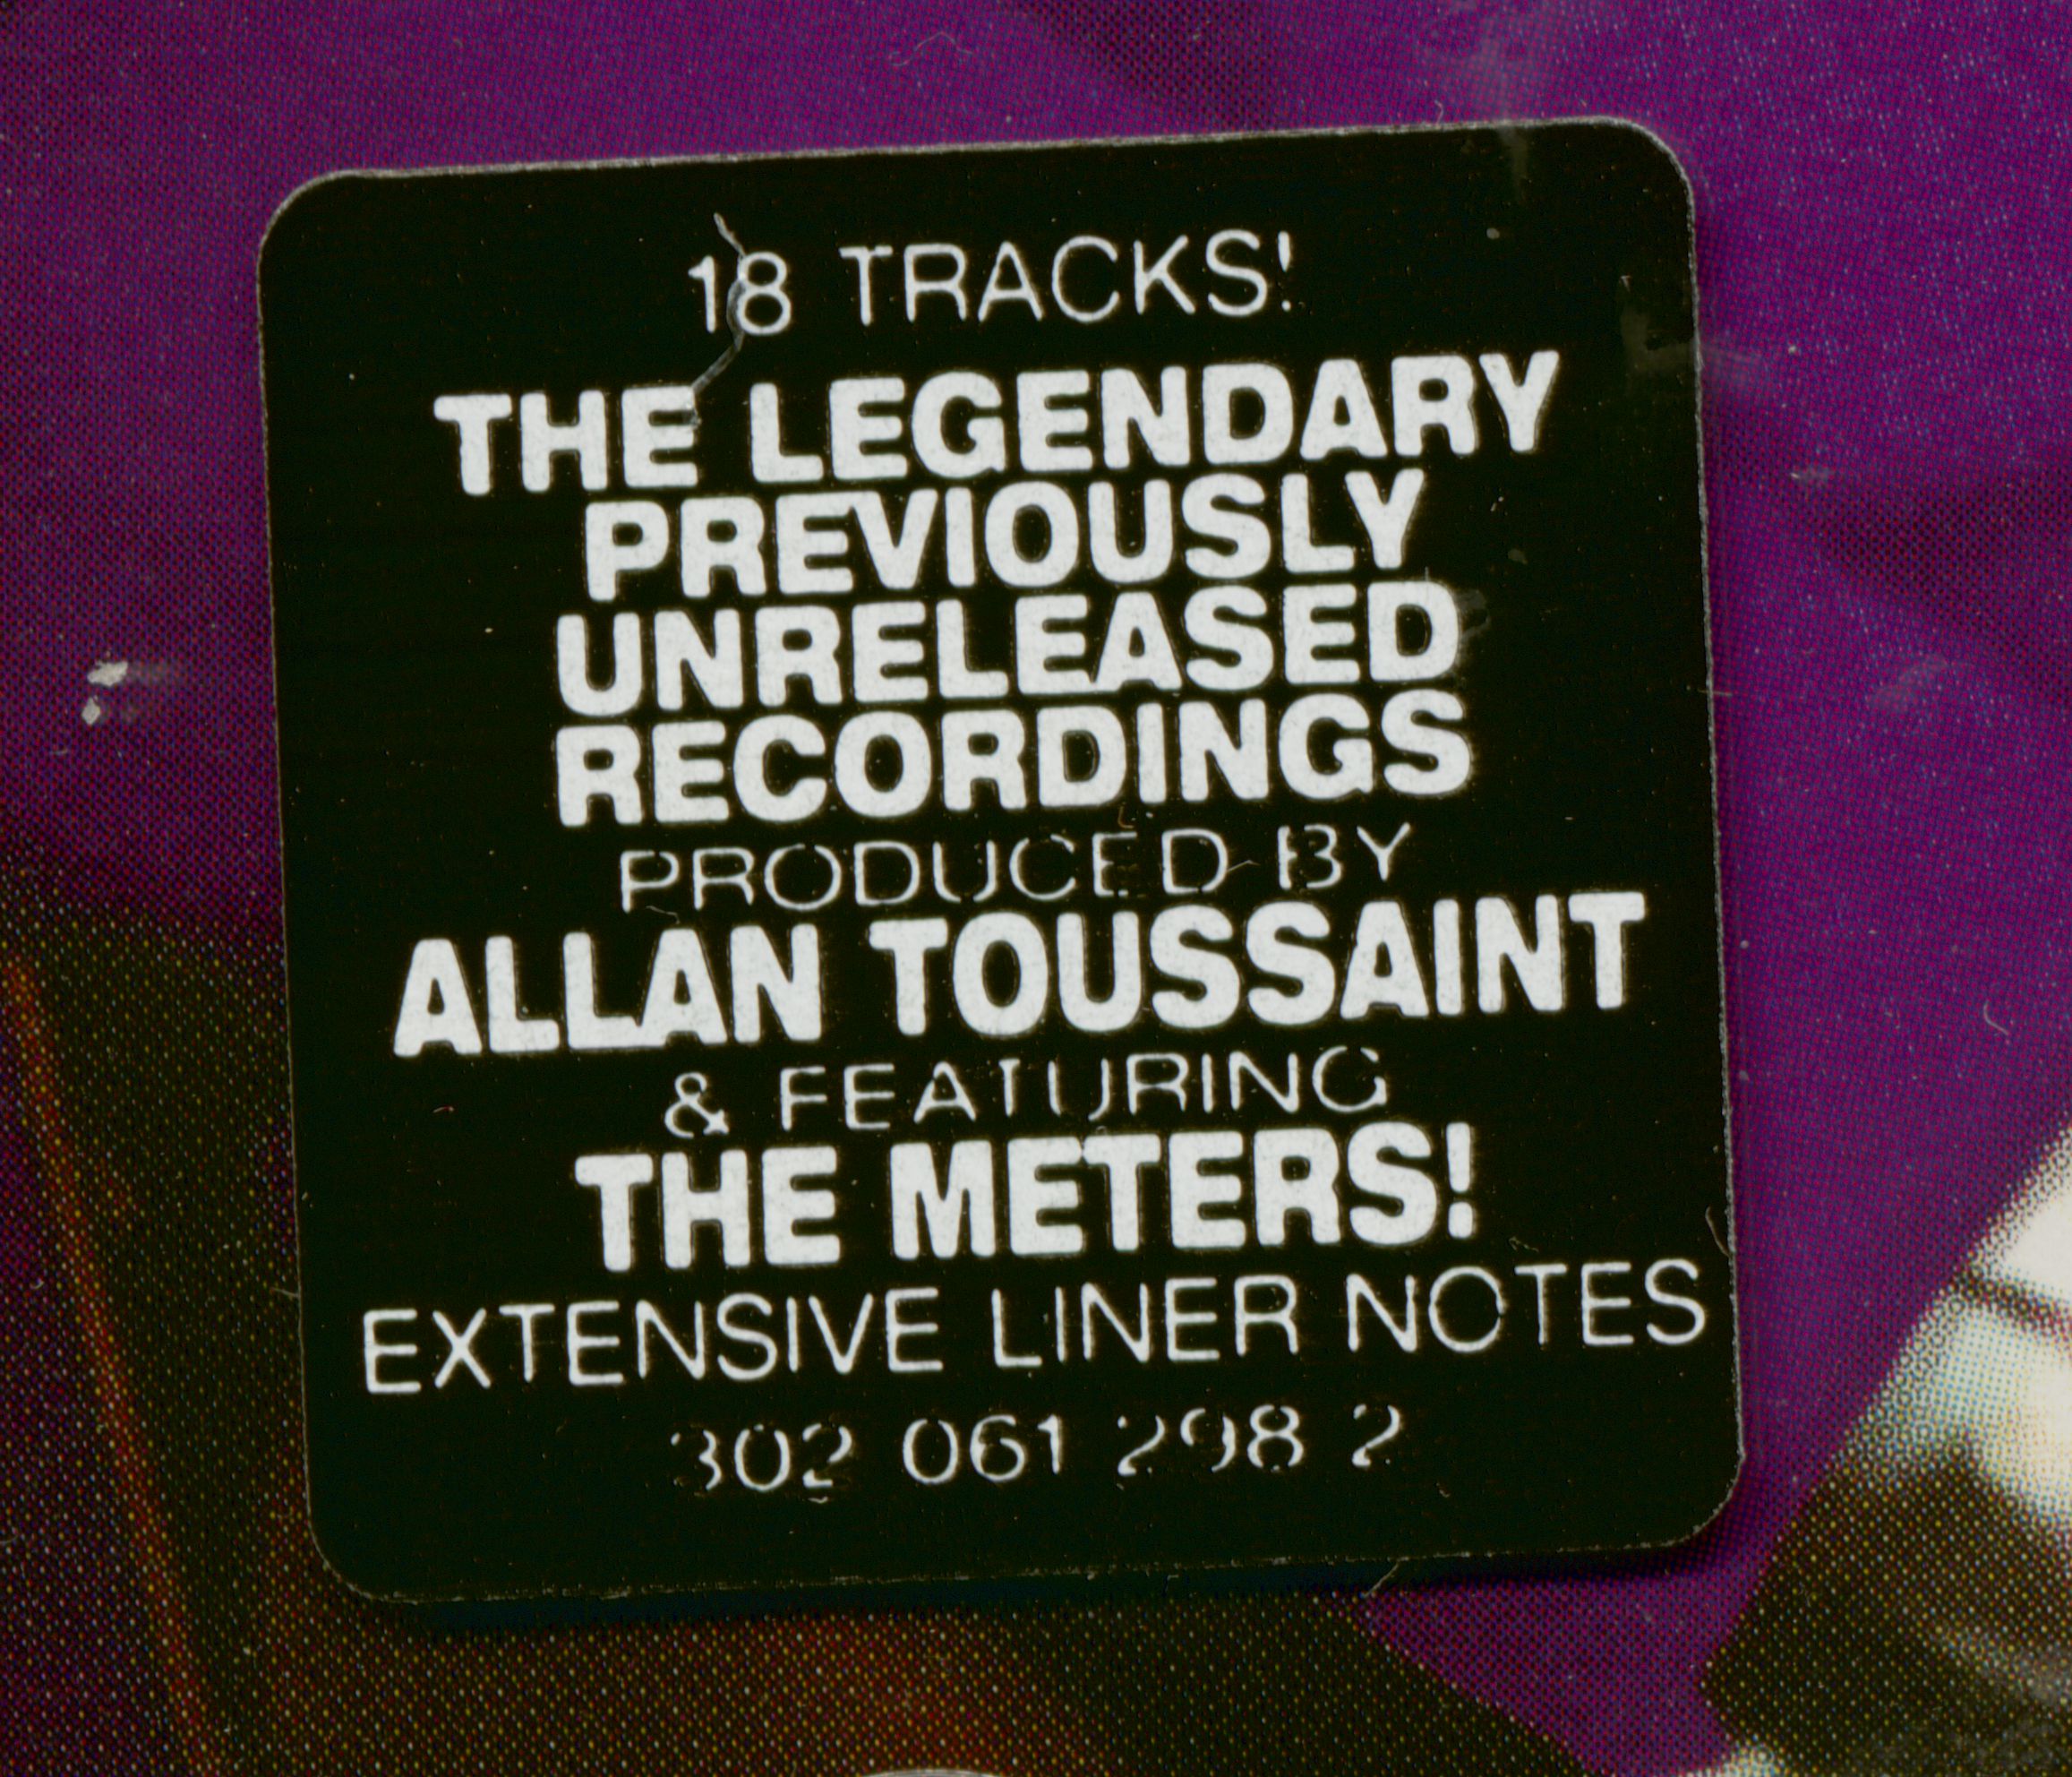 18 TRACKS!
THE LEGENDARY
PREVIOUSLY
UNRELEASED
RECORDINGS
PRODUCED BY
ALLAN TOUSSAINT
& FEATURING
THE METERS!
EXTENSIVE LINER NOTES
302 061 298 2